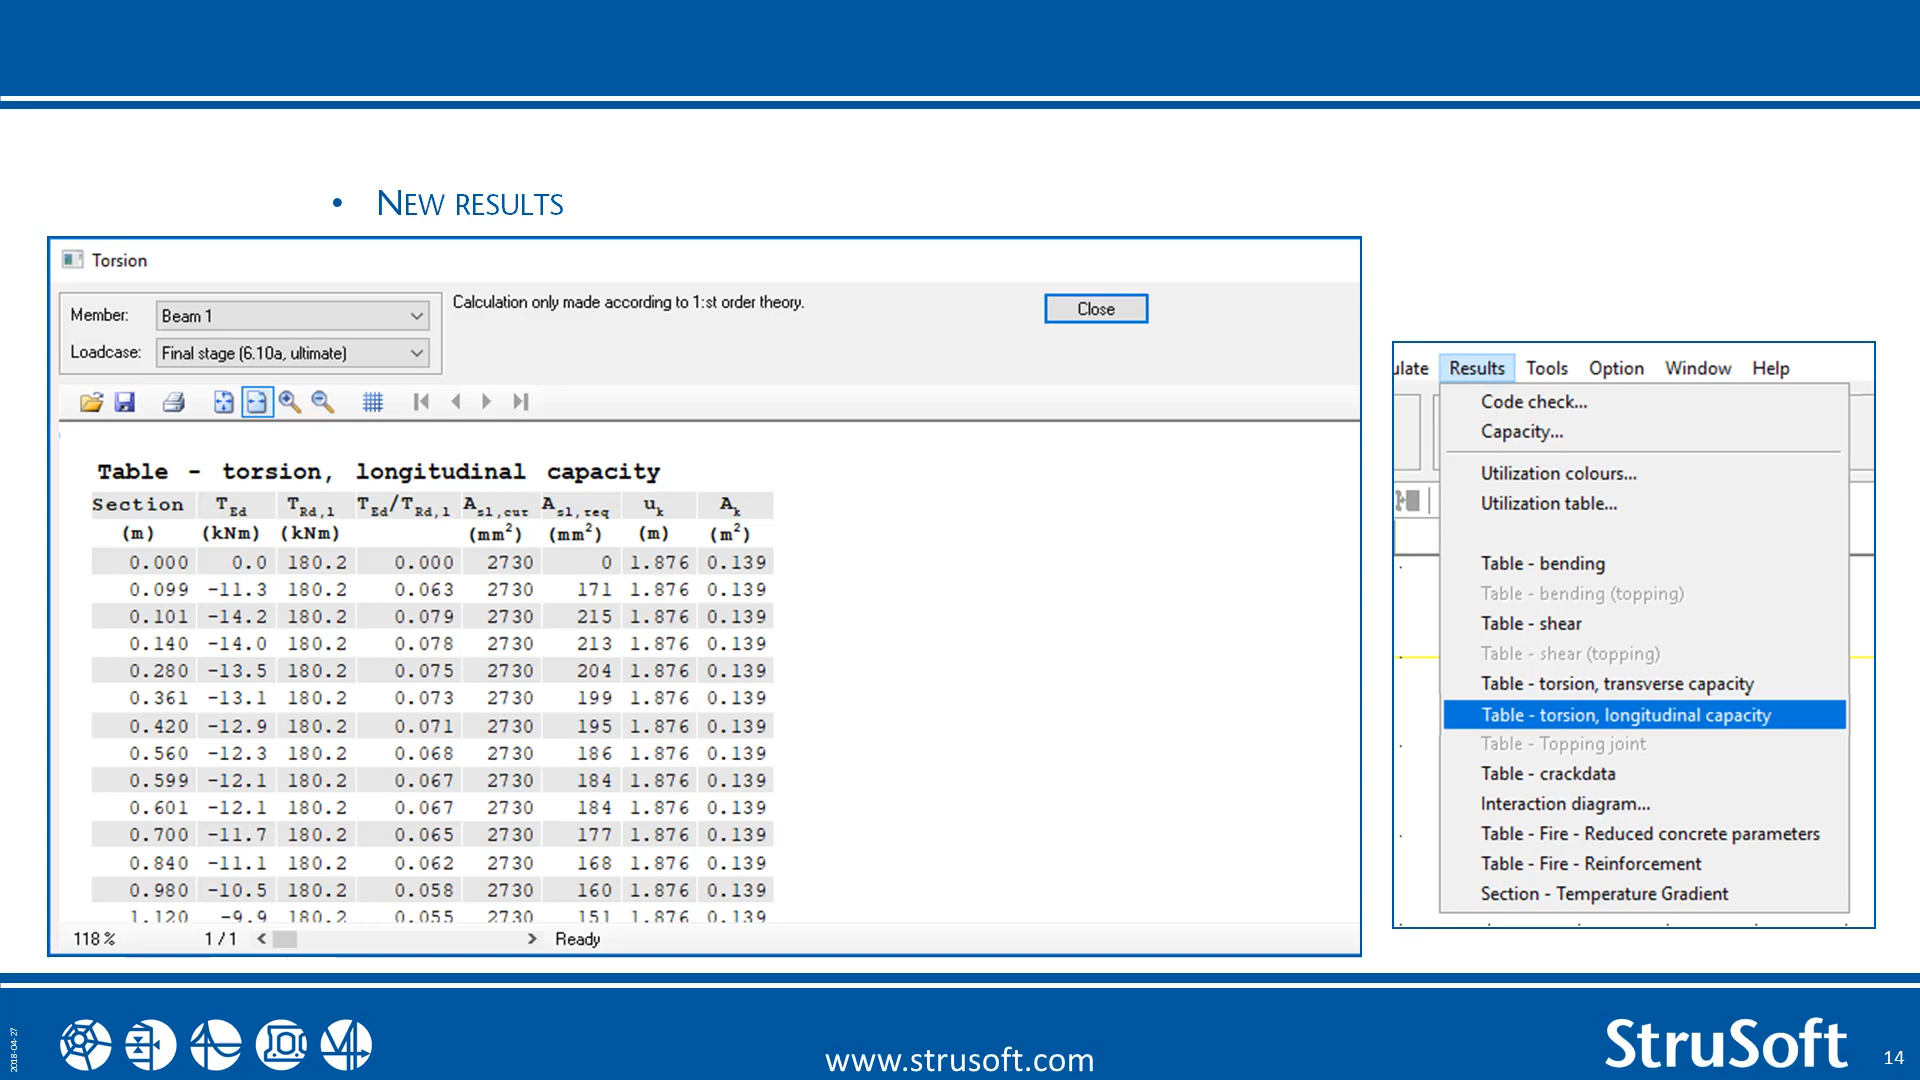 • New results
Torsion
Member: Beam 1
Loadcase: Final stage (6.10a, ultimate)
Calculation only made according to 1:st order theory.
Close
Table - torsion, longitudinal capacity
Section TEd TRd,l TEd/TRd,l Asl,cur Asl,req uk Ak
(m) (kNm) (kNm) (mm²) (mm²) (m) (m²)
0.000 0.0 180.2 0.000 2730 0 1.876 0.139
0.099 -11.3 180.2 0.063 2730 171 1.876 0.139
0.101 -14.2 180.2 0.079 2730 215 1.876 0.139
0.140 -14.0 180.2 0.078 2730 213 1.876 0.139
0.280 -13.5 180.2 0.075 2730 204 1.876 0.139
0.361 -13.1 180.2 0.073 2730 199 1.876 0.139
0.420 -12.9 180.2 0.071 2730 195 1.876 0.139
0.560 -12.3 180.2 0.068 2730 186 1.876 0.139
0.599 -12.1 180.2 0.067 2730 184 1.876 0.139
0.601 -12.1 180.2 0.067 2730 184 1.876 0.139
0.700 -11.7 180.2 0.065 2730 177 1.876 0.139
0.840 -11.1 180.2 0.062 2730 168 1.876 0.139
0.980 -10.5 180.2 0.058 2730 160 1.876 0.139
1.120 -9.9 180.2 0.055 2730 151 1.876 0.139
118 % 1 / 1 < > Ready
ulate Results Tools Option Window Help
Code check...
Capacity...
Utilization colours...
Utilization table...
Table - bending
Table - bending (topping)
Table - shear
Table - shear (topping)
Table - torsion, transverse capacity
Table - torsion, longitudinal capacity
Table - Topping joint
Table - crackdata
Interaction diagram...
Table - Fire - Reduced concrete parameters
Table - Fire - Reinforcement
Section - Temperature Gradient
2018-04-27
www.strusoft.com
StruSoft
14